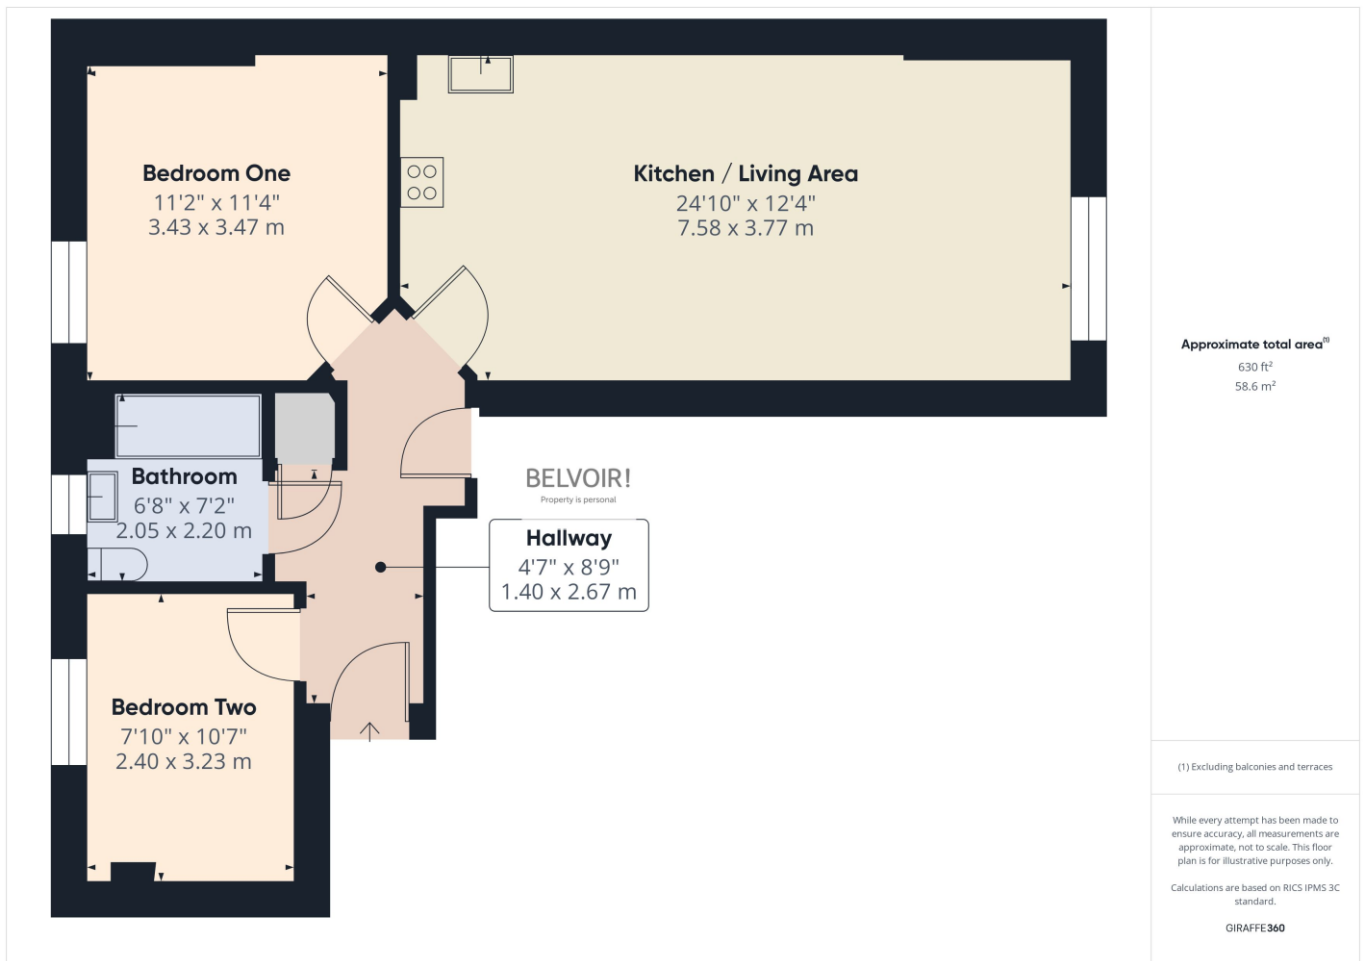 Bedroom One
11'2" x 11'4"
3.43 x 3.47 m
Kitchen / Living Area
24'10" x 12'4"
7.58 x 3.77 m
Bathroom
6'8" x 7'2"
2.05 x 2.20 m
BELVOIR!
Property is personal
Hallway
4'7" x 8'9"
1.40 x 2.67 m
Bedroom Two
7'10" x 10'7"
2.40 x 3.23 m
Approximate total area(1)
630 ft²
58.6 m²
(1) Excluding balconies and terraces
While every attempt has been made to
ensure accuracy, all measurements are
approximate, not to scale. This floor
plan is for illustrative purposes only.
Calculations are based on RICS IPMS 3C
standard.
GIRAFFE360